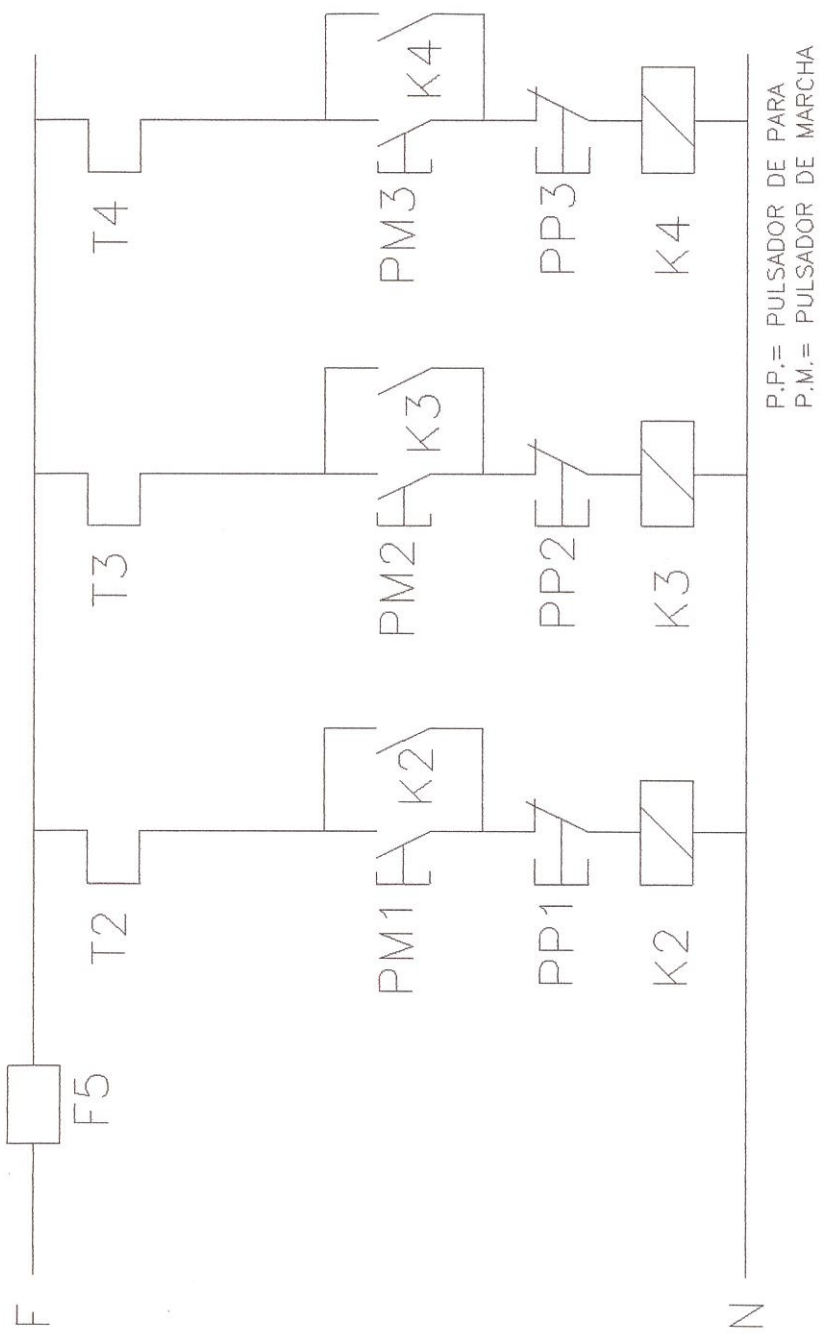 F
F5
T2
T3
T4
PM1
K2
PM2
K3
PM3
K4
PP1
PP2
PP3
K2
K3
K4
N
P.P.= PULSADOR DE PARA
P.M.= PULSADOR DE MARCHA